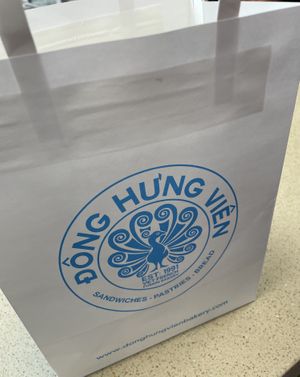 ĐÔNG HƯNG VIÊN
EST. 1991
SANDWICHES - PASTRIES - BREAD
www.donghungvienbakery.com